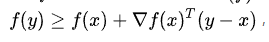 f(y) ≥ f(x) + ∇f(x)^T (y − x) ,